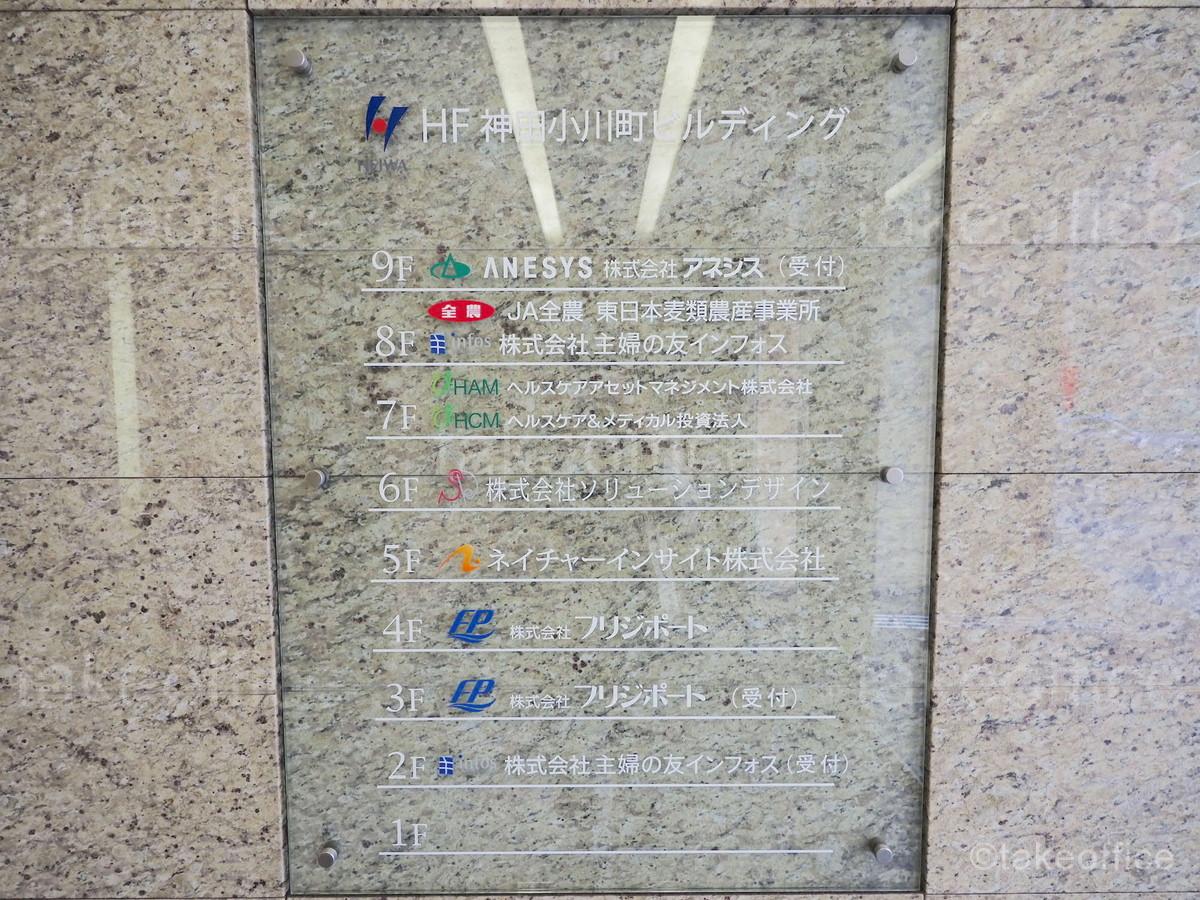 HF 神田小川町ビルディング
HEIWA
9F ANESYS 株式会社アネシス（受付）
全農 JA全農 東日本麦類農産事業所
8F infos 株式会社主婦の友インフォス
HAM ヘルスケアアセットマネジメント株式会社
7F HCM ヘルスケア&メディカル投資法人
6F 株式会社ソリューションデザイン
5F ネイチャーインサイト株式会社
4F FP 株式会社フリジポート
3F FP 株式会社フリジポート （受付）
2F infos 株式会社主婦の友インフォス（受付）
1F
©takeoffice